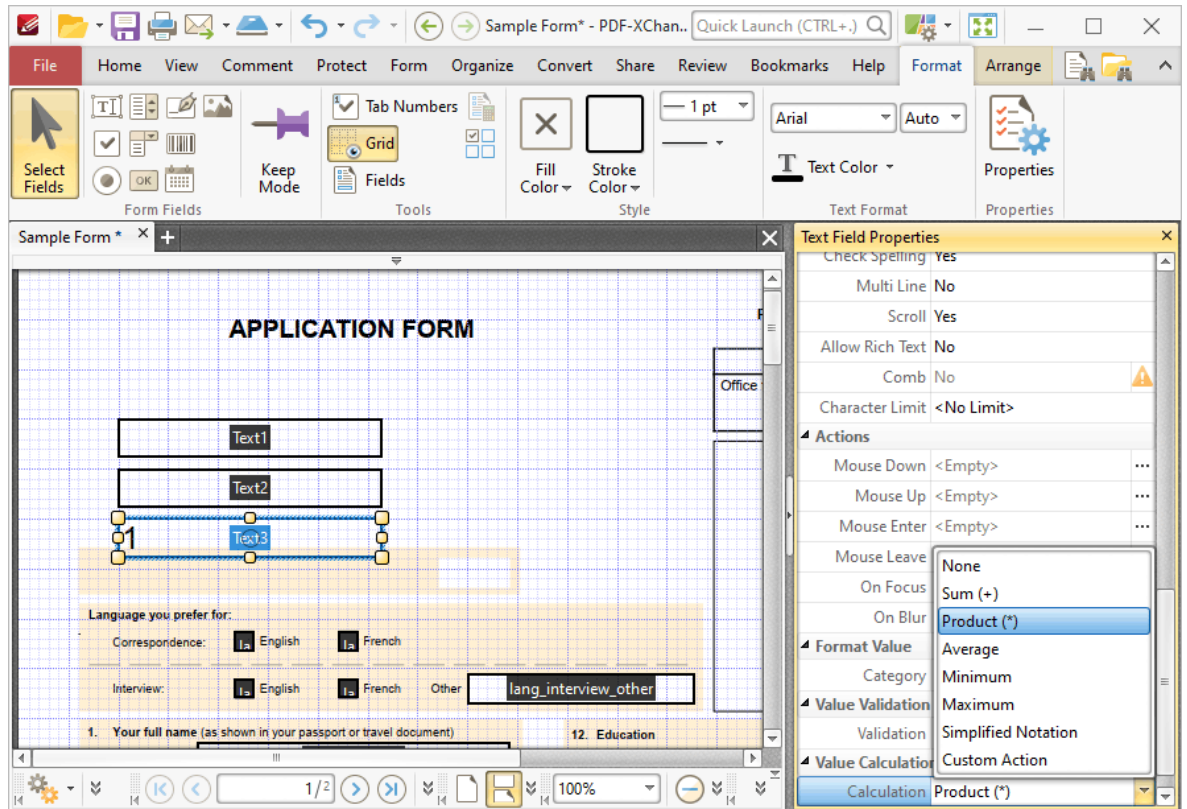 Sample Form* - PDF-XChan.. Quick Launch (CTRL+.)
File Home View Comment Protect Form Organize Convert Share Review Bookmarks Help Format Arrange
Select Fields
OK
Form Fields
Keep Mode
Tab Numbers
Grid
Fields
Tools
Fill Color
Stroke Color
1 pt
Style
Arial Auto
T Text Color
Text Format
Properties
Properties
Sample Form *
APPLICATION FORM
Office
Text1
Text2
1 Text3
Language you prefer for:
Correspondence: la English la French
Interview: la English la French Other lang_interview_other
1. Your full name (as shown in your passport or travel document)
12. Education
1/2
100%
Text Field Properties
Check Spelling Yes
Multi Line No
Scroll Yes
Allow Rich Text No
Comb No
Character Limit <No Limit>
Actions
Mouse Down <Empty> ...
Mouse Up <Empty> ...
Mouse Enter <Empty> ...
Mouse Leave
On Focus
On Blur
Format Value
Category
Value Validation
Validation
Value Calculation
Calculation Product (*)
None
Sum (+)
Product (*)
Average
Minimum
Maximum
Simplified Notation
Custom Action